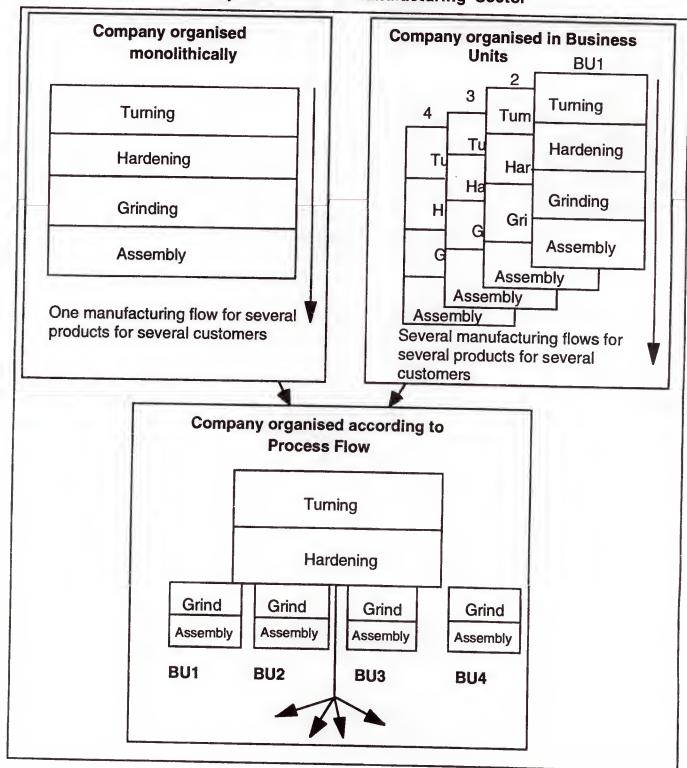 Company organised
monolithically
Turning
Hardening
Grinding
Assembly
One manufacturing flow for several
products for several customers
Company organised in Business
Units
BU1
Turning
Hardening
Grinding
Assembly
2
Turn
Har
Gri
Assembly
3
Tu
Ha
G
Assembly
4
Tu
H
G
Assembly
Several manufacturing flows for
several products for several
customers
Company organised according to
Process Flow
Turning
Hardening
Grind
Assembly
BU1
Grind
Assembly
BU2
Grind
Assembly
BU3
Grind
Assembly
BU4